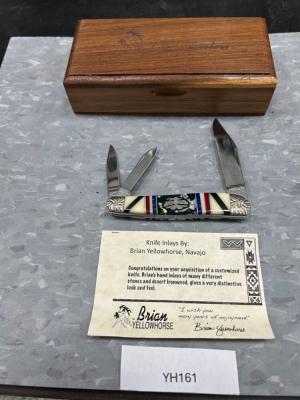 Knife Inlays By:
Brian Yellowhorse, Navajo
Congratulations on your acquisition of a customized
knife. Brian's hand inlays of many different
stones and desert ironwood, gives a very distinctive
look and feel.
Brian
YELLOWHORSE
"I wish you
many years of enjoyment"
Brian Yellowhorse
YH161